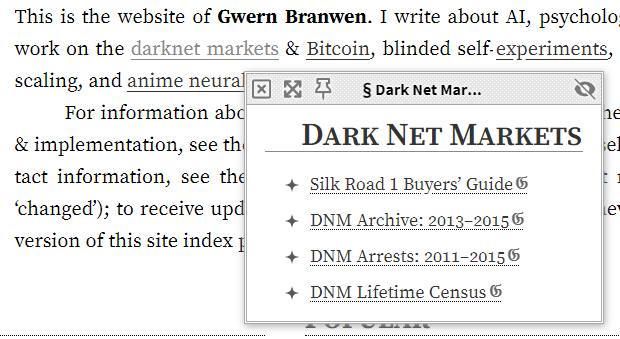 This is the website of Gwern Branwen. I write about AI, psycholo
work on the darknet markets & Bitcoin, blinded self-experiments,
scaling, and anime neural
§ Dark Net Mar...
For information abo
DARK NET MARKETS
& implementation, see the
tact information, see the
Silk Road 1 Buyers’ Guide
‘changed’); to receive upd
DNM Archive: 2013–2015
version of this site index p
DNM Arrests: 2011–2015
DNM Lifetime Census
POPULAR